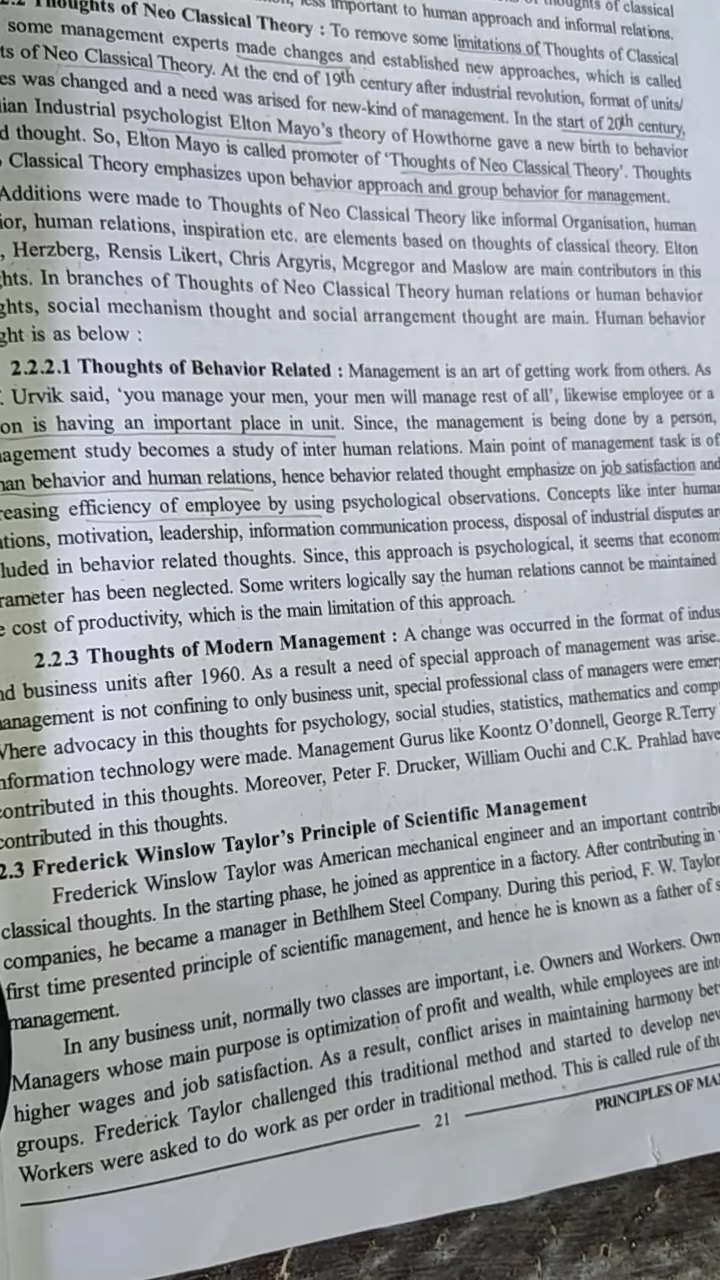 less important to human approach and informal relations.
Thoughts of Neo Classical Theory : To remove some limitations of Thoughts of Classical
some management experts made changes and established new approaches, which is called
ts of Neo Classical Theory. At the end of 19th century after industrial revolution, format of units/
es was changed and a need was arised for new-kind of management. In the start of 20th century,
lian Industrial psychologist Elton Mayo's theory of Howthorne gave a new birth to behavior
d thought. So, Elton Mayo is called promoter of 'Thoughts of Neo Classical Theory'. Thoughts
Classical Theory emphasizes upon behavior approach and group behavior for management.
Additions were made to Thoughts of Neo Classical Theory like informal Organisation, human
ior, human relations, inspiration etc. are elements based on thoughts of classical theory. Elton
, Herzberg, Rensis Likert, Chris Argyris, Mcgregor and Maslow are main contributors in this
ghts. In branches of Thoughts of Neo Classical Theory human relations or human behavior
ghts, social mechanism thought and social arrangement thought are main. Human behavior
ght is as below :
2.2.2.1 Thoughts of Behavior Related : Management is an art of getting work from others. As
. Urvik said, 'you manage your men, your men will manage rest of all', likewise employee or a
on is having an important place in unit. Since, the management is being done by a person,
agement study becomes a study of inter human relations. Main point of management task is of
nan behavior and human relations, hence behavior related thought emphasize on job satisfaction and
reasing efficiency of employee by using psychological observations. Concepts like inter human
ations, motivation, leadership, information communication process, disposal of industrial disputes ar
luded in behavior related thoughts. Since, this approach is psychological, it seems that econom
rameter has been neglected. Some writers logically say the human relations cannot be maintained
e cost of productivity, which is the main limitation of this approach.
2.2.3 Thoughts of Modern Management : A change was occurred in the format of indus
nd business units after 1960. As a result a need of special approach of management was arise.
anagement is not confining to only business unit, special professional class of managers were emer
Where advocacy in this thoughts for psychology, social studies, statistics, mathematics and comp
nformation technology were made. Management Gurus like Koontz O'donnell, George R.Terry
contributed in this thoughts. Moreover, Peter F. Drucker, William Ouchi and C.K. Prahlad have
contributed in this thoughts.
2.3 Frederick Winslow Taylor's Principle of Scientific Management
Frederick Winslow Taylor was American mechanical engineer and an important contribu
classical thoughts. In the starting phase, he joined as apprentice in a factory. After contributing in
companies, he became a manager in Bethlhem Steel Company. During this period, F. W. Taylor
first time presented principle of scientific management, and hence he is known as a father of s
management.
In any business unit, normally two classes are important, i.e. Owners and Workers. Own
Managers whose main purpose is optimization of profit and wealth, while employees are int
higher wages and job satisfaction. As a result, conflict arises in maintaining harmony bet
groups. Frederick Taylor challenged this traditional method and started to develop new
Workers were asked to do work as per order in traditional method. This is called rule of thu
21
PRINCIPLES OF MA